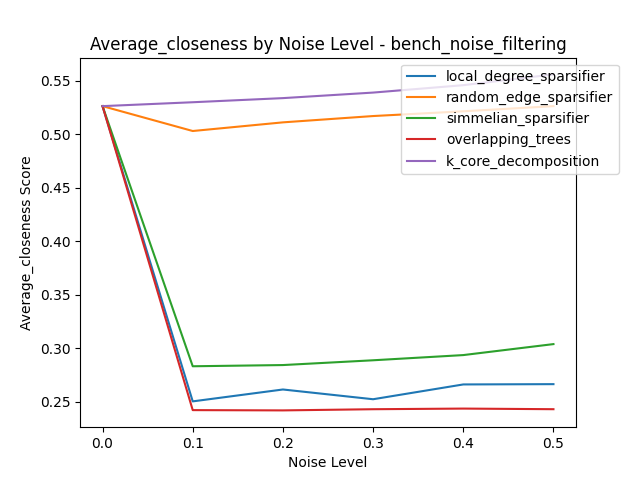 Average_closeness by Noise Level - bench_noise_filtering
local_degree_sparsifier
random_edge_sparsifier
simmelian_sparsifier
overlapping_trees
k_core_decomposition
Average_closeness Score
0.55
0.50
0.45
0.40
0.35
0.30
0.25
0.0 0.1 0.2 0.3 0.4 0.5
Noise Level